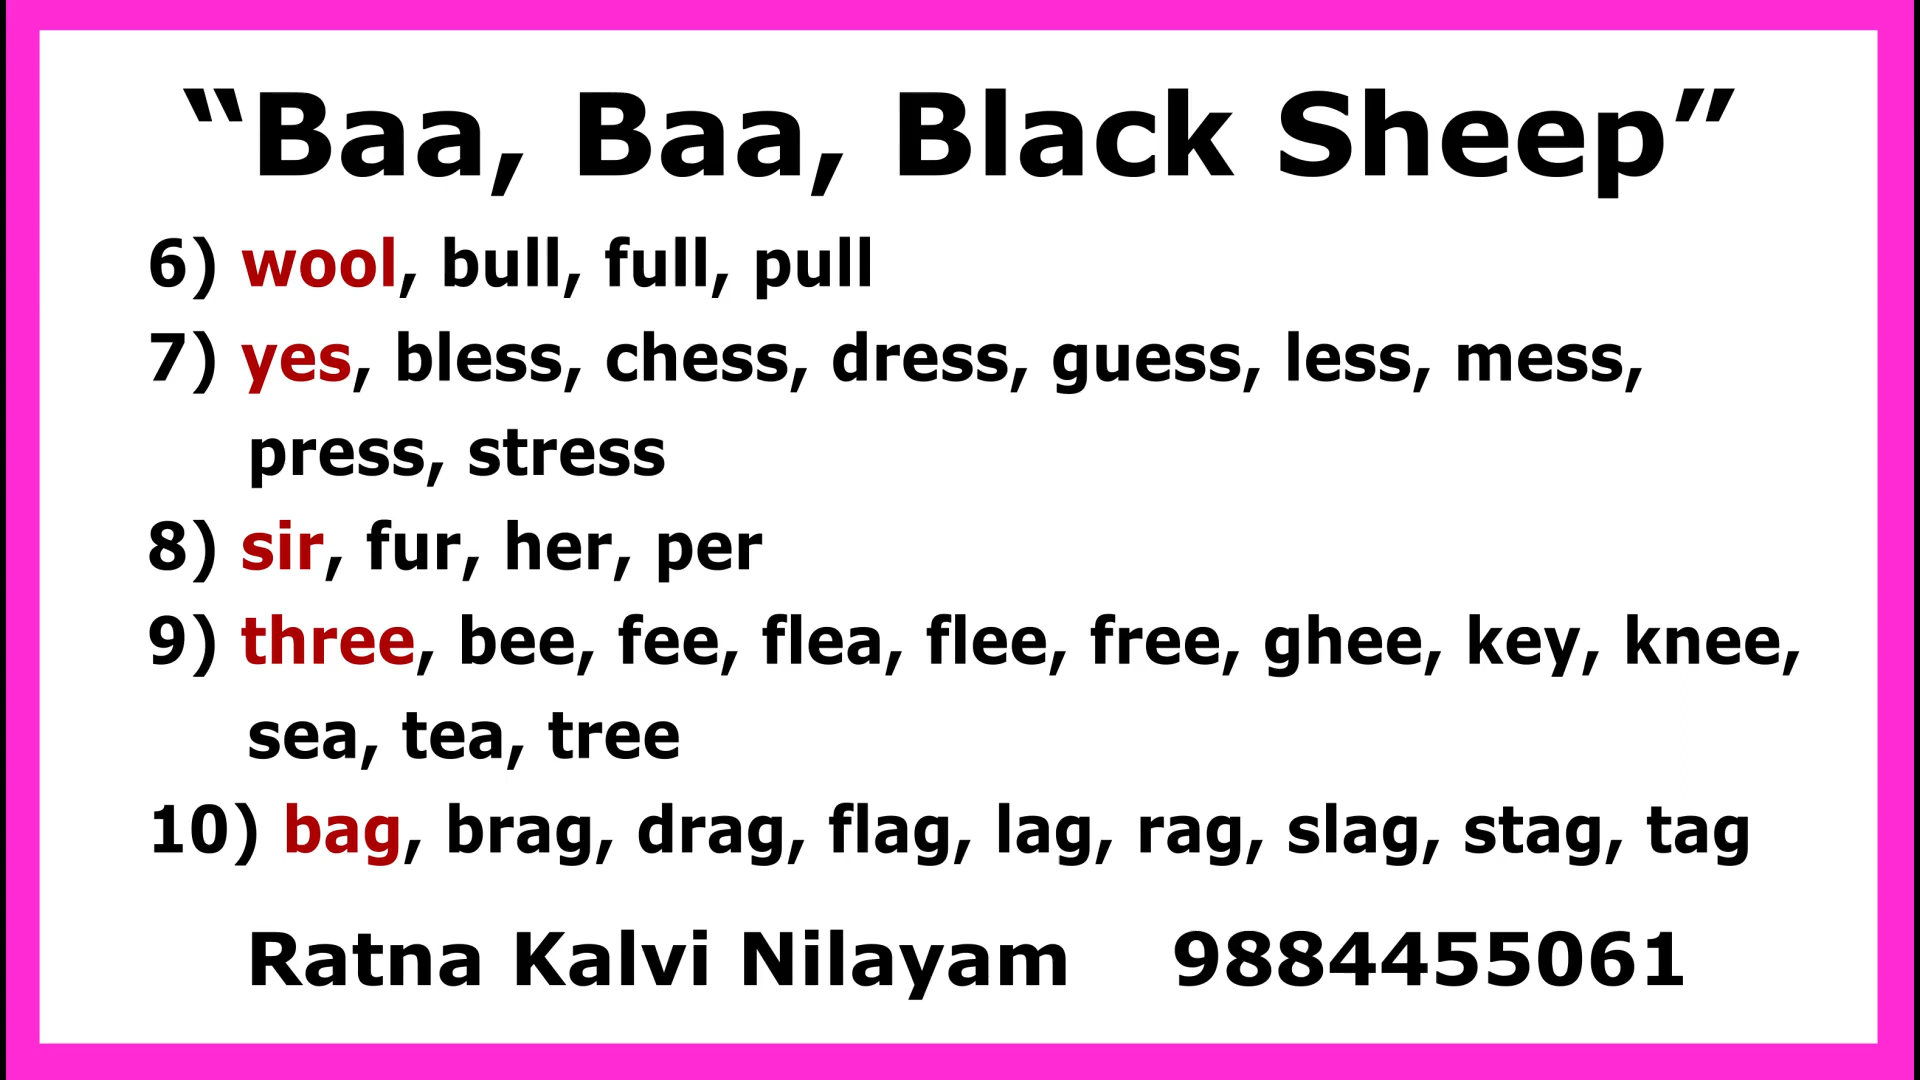 “Baa, Baa, Black Sheep”
6) wool, bull, full, pull
7) yes, bless, chess, dress, guess, less, mess,
press, stress
8) sir, fur, her, per
9) three, bee, fee, flea, flee, free, ghee, key, knee,
sea, tea, tree
10) bag, brag, drag, flag, lag, rag, slag, stag, tag
Ratna Kalvi Nilayam 9884455061